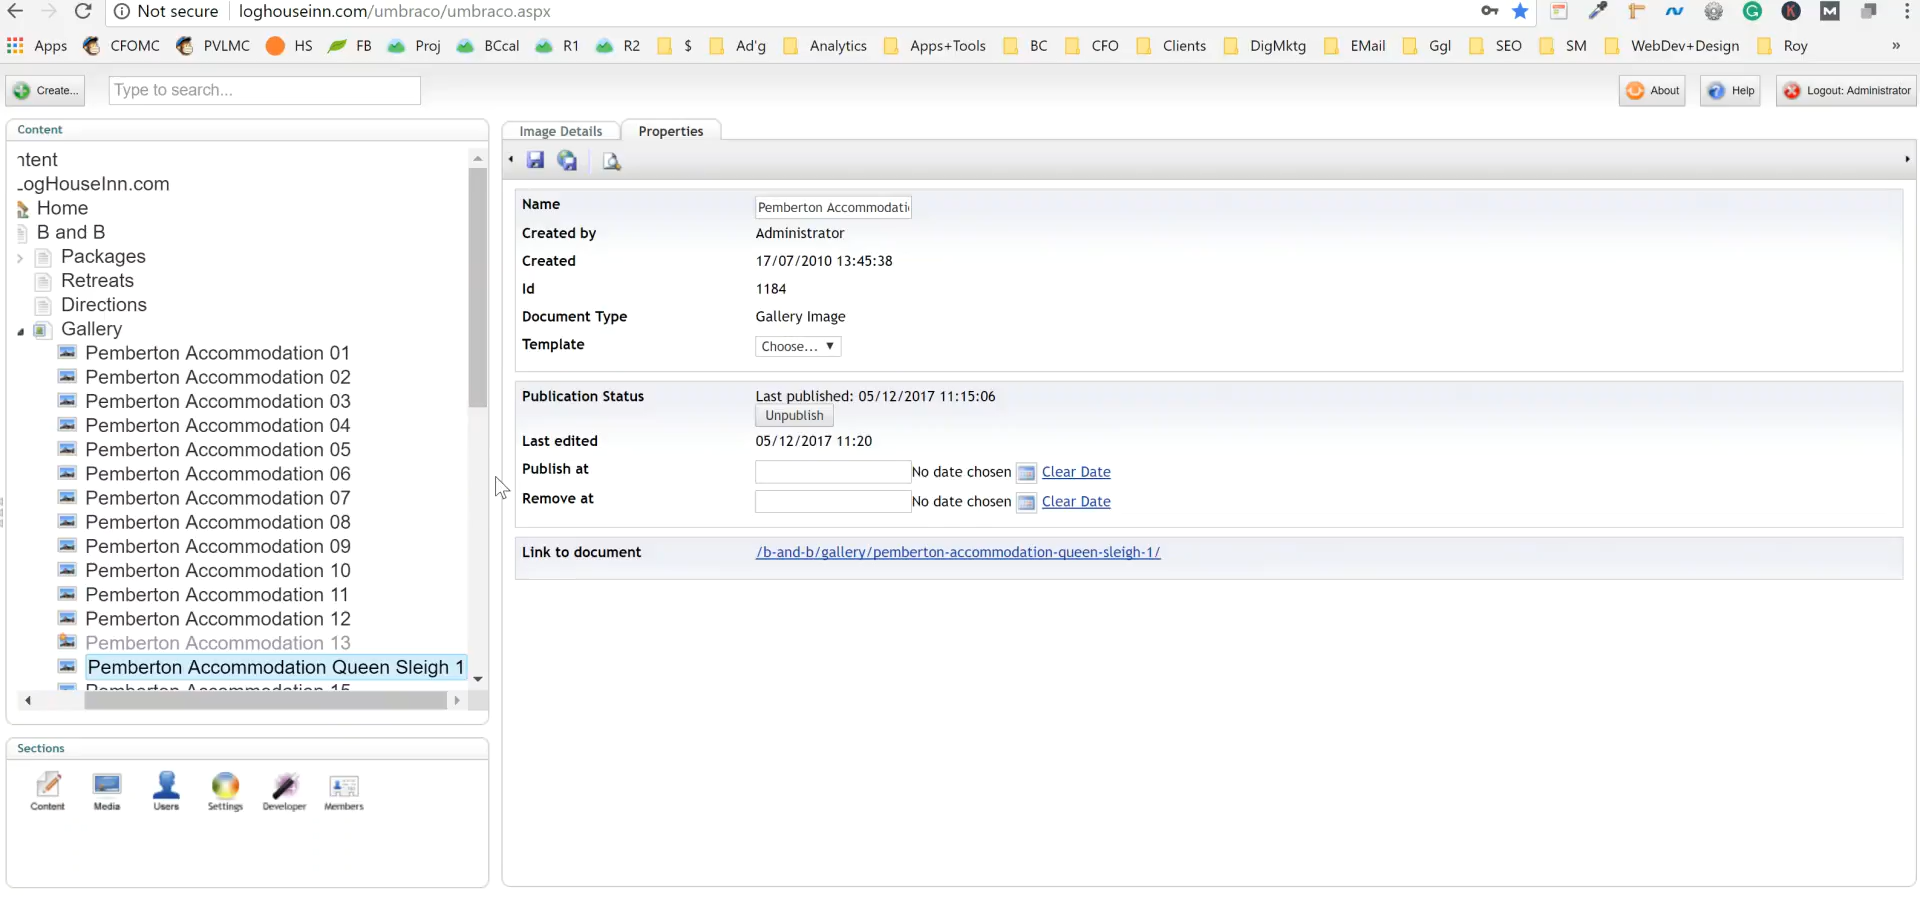 Not secure loghouseinn.com/umbraco/umbraco.aspx
Apps CFOMC PVLMC HS FB Proj BCcal R1 R2 $ Ad'g Analytics Apps+Tools BC CFO Clients DigMktg EMail Ggl SEO SM WebDev+Design Roy »
Create... Type to search... About Help Logout: Administrator
Content
ntent
LogHouseInn.com
Home
B and B
Packages
Retreats
Directions
Gallery
Pemberton Accommodation 01
Pemberton Accommodation 02
Pemberton Accommodation 03
Pemberton Accommodation 04
Pemberton Accommodation 05
Pemberton Accommodation 06
Pemberton Accommodation 07
Pemberton Accommodation 08
Pemberton Accommodation 09
Pemberton Accommodation 10
Pemberton Accommodation 11
Pemberton Accommodation 12
Pemberton Accommodation 13
Pemberton Accommodation Queen Sleigh 1
Pemberton Accommodation 15
Sections
Content Media Users Settings Developer Members
Image Details Properties
Name Pemberton Accommodati
Created by Administrator
Created 17/07/2010 13:45:38
Id 1184
Document Type Gallery Image
Template Choose...
Publication Status Last published: 05/12/2017 11:15:06
Unpublish
Last edited 05/12/2017 11:20
Publish at No date chosen Clear Date
Remove at No date chosen Clear Date
Link to document /b-and-b/gallery/pemberton-accommodation-queen-sleigh-1/